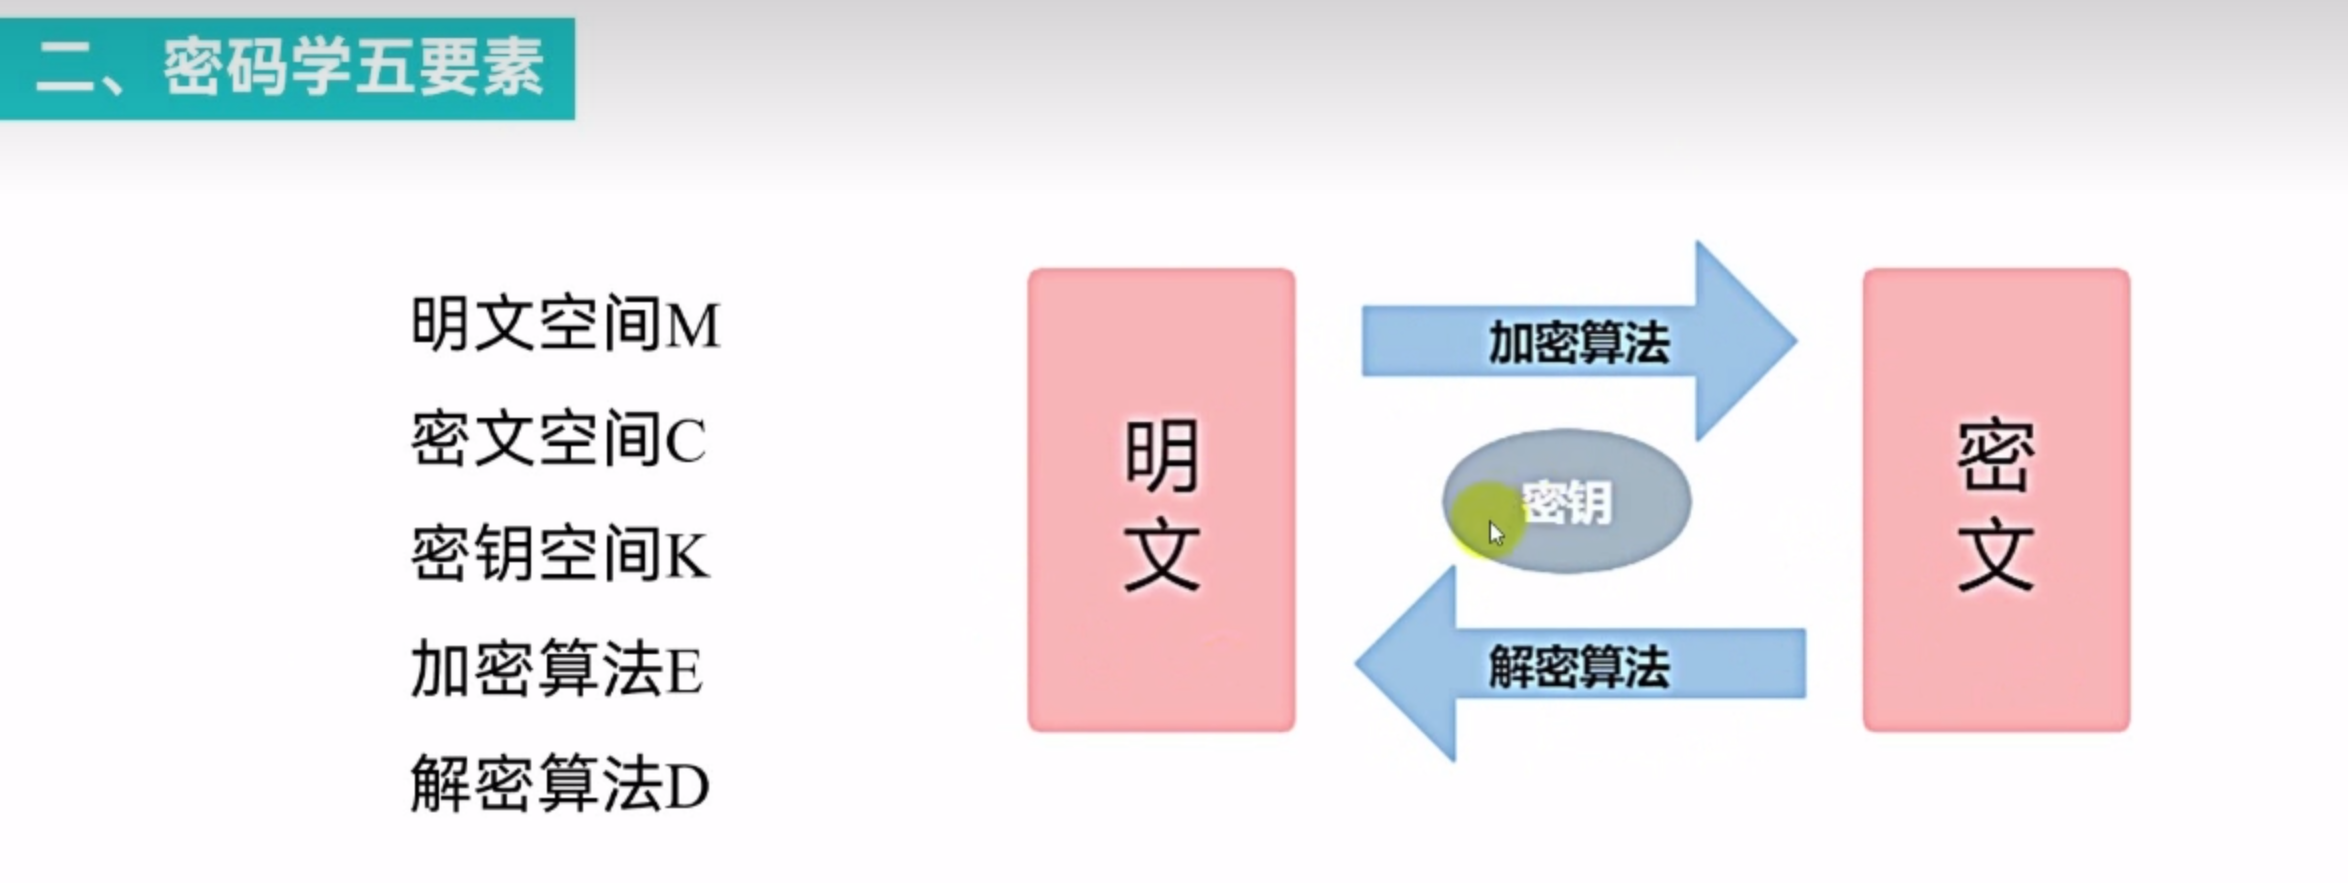 二、密码学五要素
明文空间M
密文空间C
密钥空间K
加密算法E
解密算法D
明文
加密算法
密钥
解密算法
密文